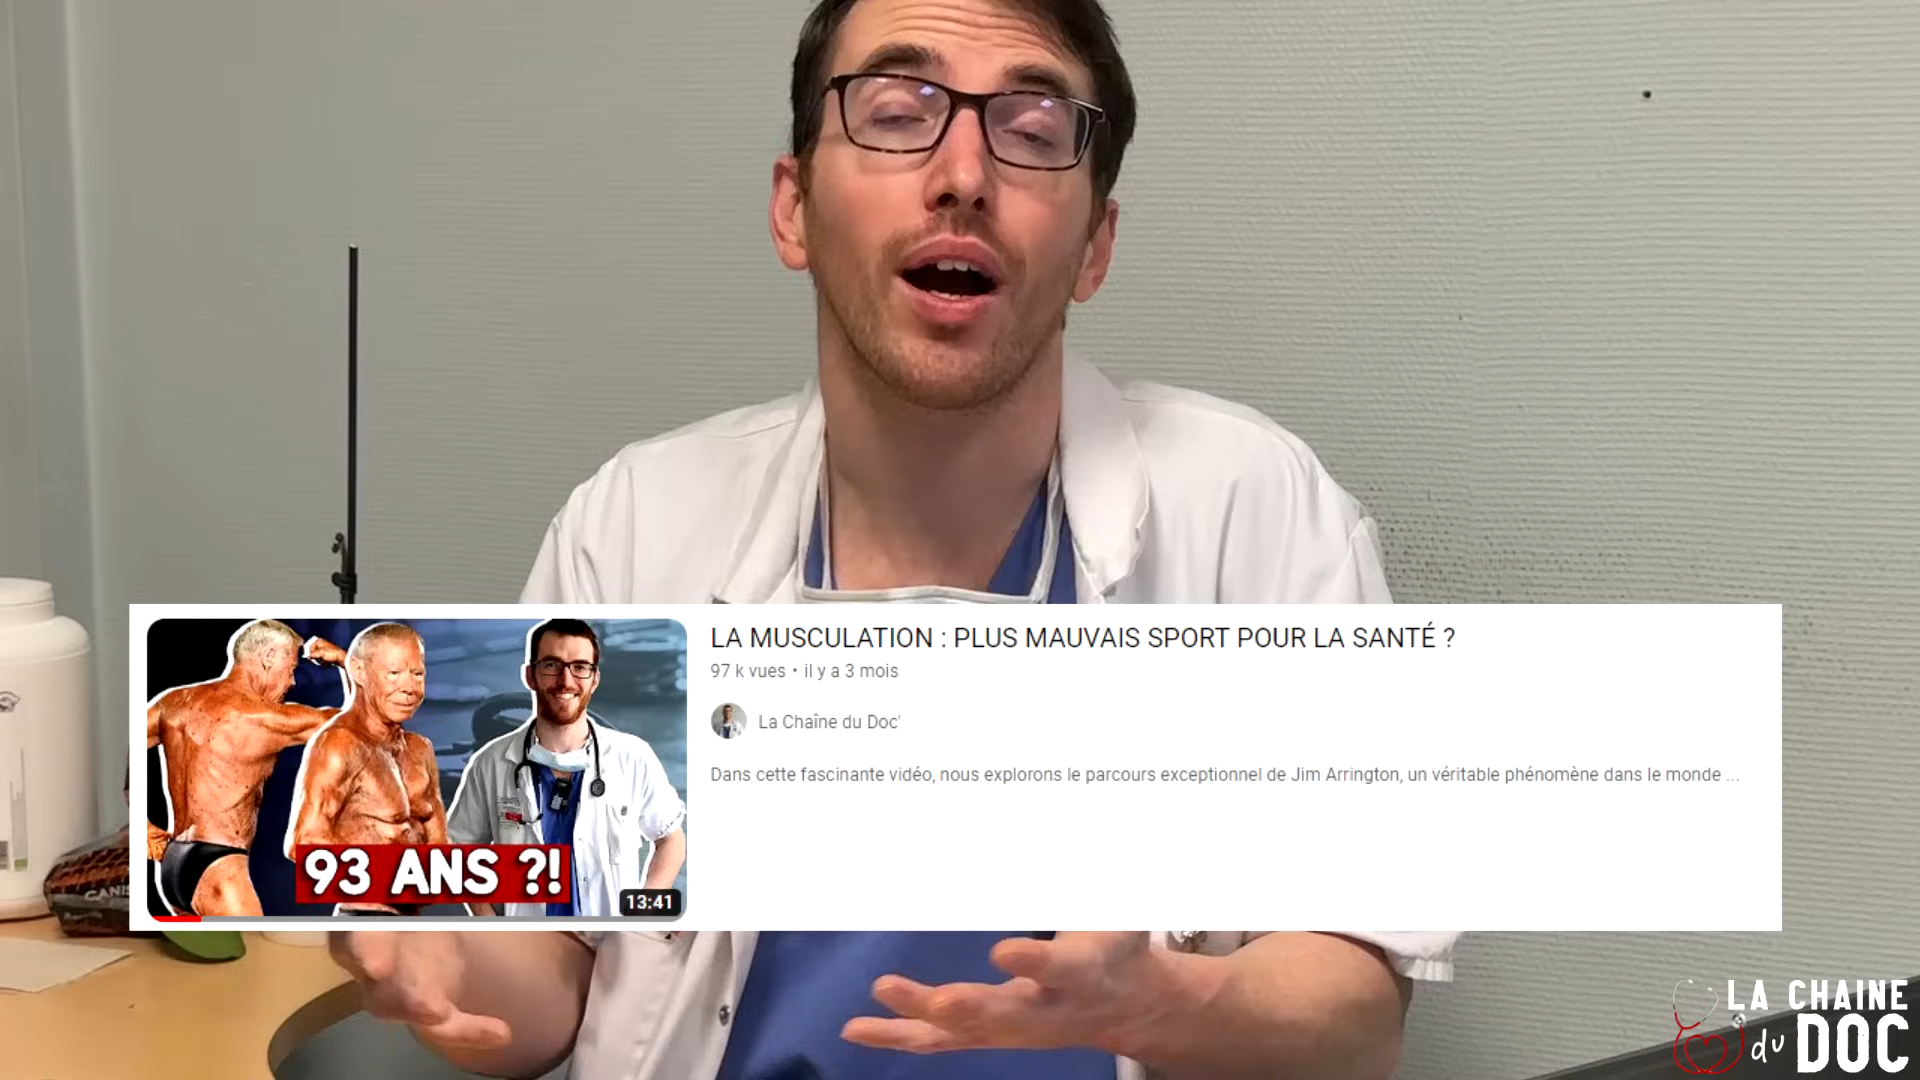 LA MUSCULATION : PLUS MAUVAIS SPORT POUR LA SANTÉ ?
97 k vues • il y a 3 mois
La Chaîne du Doc'
Dans cette fascinante vidéo, nous explorons le parcours exceptionnel de Jim Arrington, un véritable phénomène dans le monde ...
93 ANS ?!
13:41
CANIS
LA CHAINE
du DOC